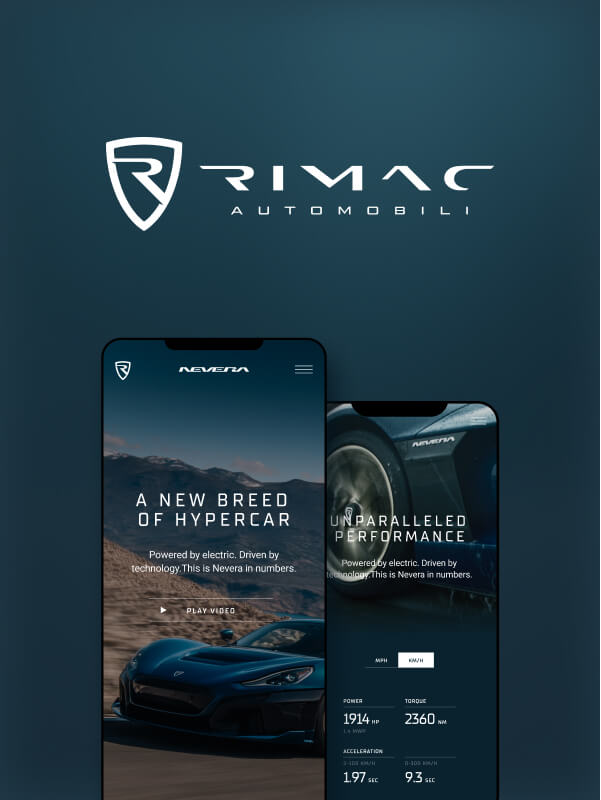 RIMAC
AUTOMOBILI
NEVERA
A NEW BREED
OF HYPERCAR
Powered by electric. Driven by
technology.This is Nevera in numbers.
PLAY VIDEO
NEVERA
UNPARALLELED
PERFORMANCE
Powered by electric. Driven by
technology.This is Nevera in numbers.
MPH KM/H
POWER TORQUE
1914 HP 2360 NM
1.4 MWP
ACCELERATION
0-100 KM/H 0-300 KM/H
1.97 SEC 9.3 SEC